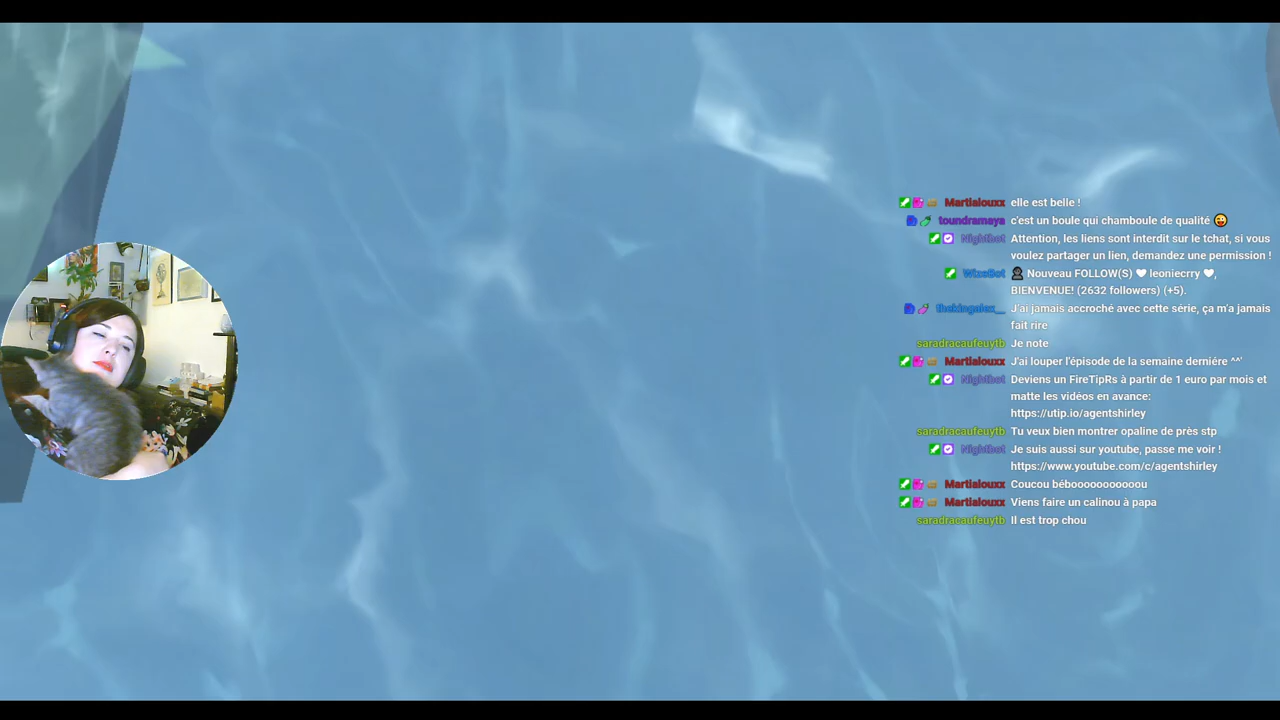 Martialouxx elle est belle !
toundramaya c'est un boule qui chamboule de qualité 😜
Nightbot Attention, les liens sont interdit sur le tchat, si vous
voulez partager un lien, demandez une permission !
WizeBot Nouveau FOLLOW(S) 🤍 leoniecrry 🤍,
BIENVENUE! (2632 followers) (+5).
thekingalex__ J'ai jamais accroché avec cette série, ça m'a jamais
fait rire
saradracaufeuytb Je note
Martialouxx J'ai louper l'épisode de la semaine derniére ^^'
Nightbot Deviens un FireTipRs à partir de 1 euro par mois et
matte les vidéos en avance:
https://utip.io/agentshirley
saradracaufeuytb Tu veux bien montrer opaline de près stp
Nightbot Je suis aussi sur youtube, passe me voir !
https://www.youtube.com/c/agentshirley
Martialouxx Coucou béboooooooooou
Martialouxx Viens faire un calinou à papa
saradracaufeuytb Il est trop chou